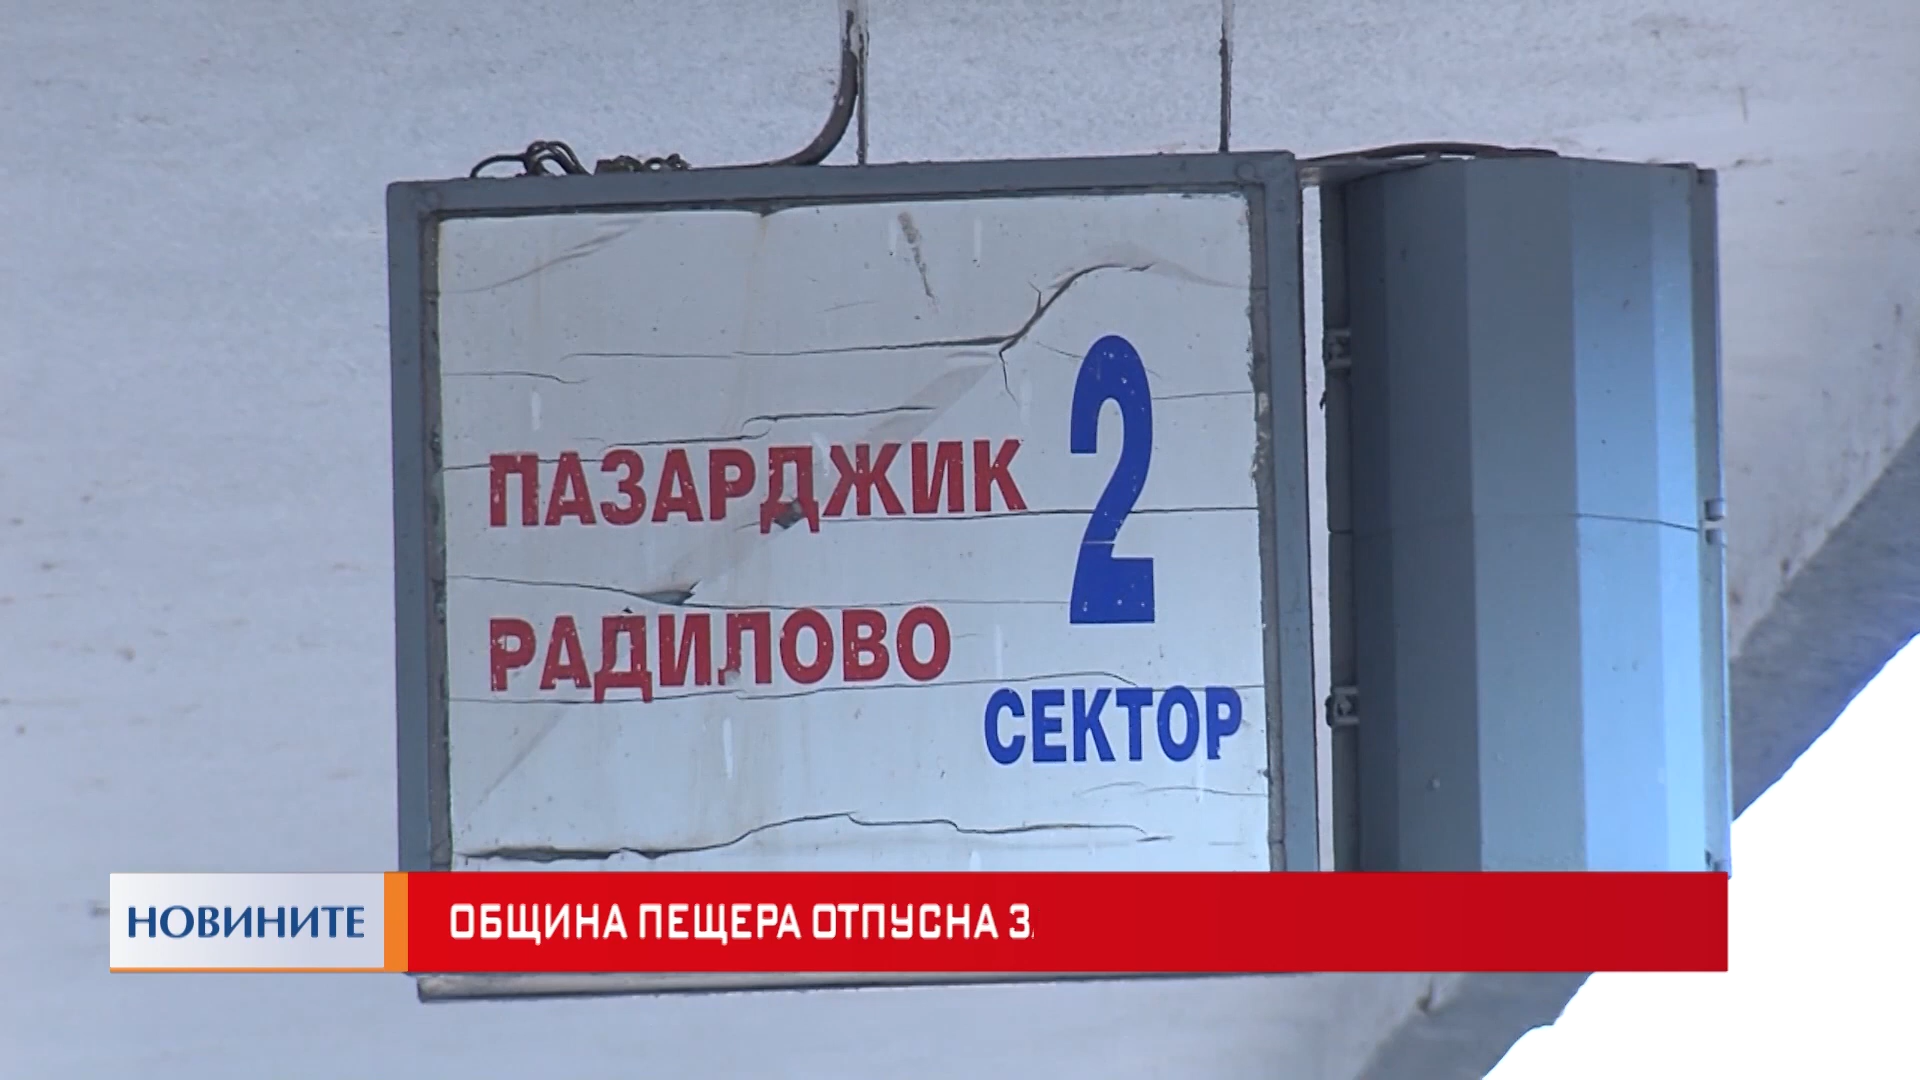 ПАЗАРДЖИК
2
РАДИЛОВО
СЕКТОР
НОВИНИТЕ
ОБЩИНА ПЕЩЕРА ОТПУСНА